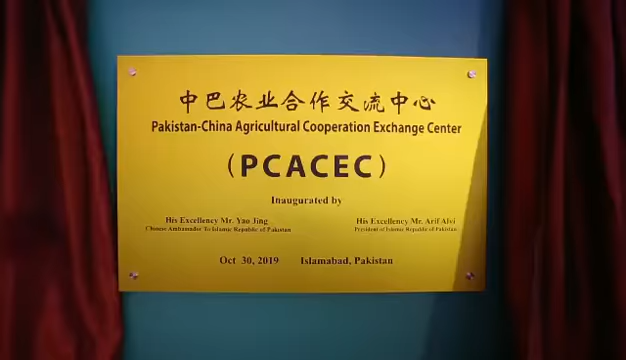 中巴农业合作交流中心
Pakistan-China Agricultural Cooperation Exchange Center
(PCACEC)
Inaugurated by
His Excellency Mr. Yao Jing
Chinese Ambassador To Islamic Republic of Pakistan
His Excellency Mr. Arif Alvi
President of Islamic Republic of Pakistan
Oct 30, 2019 Islamabad, Pakistan